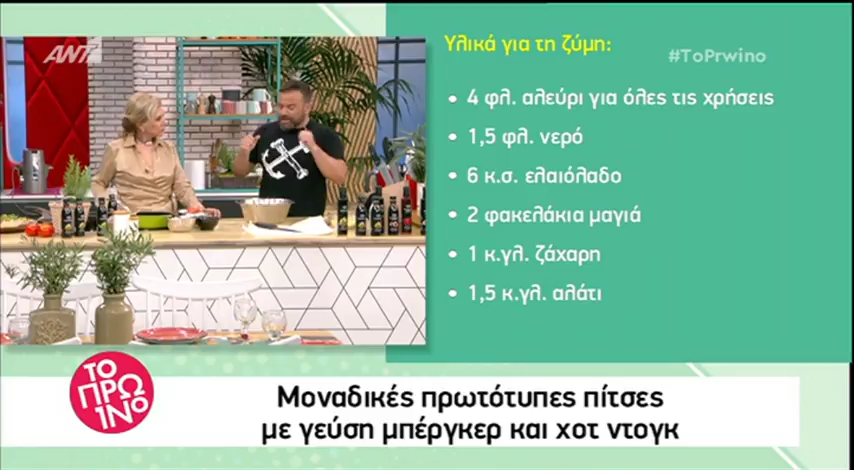 ANT1
Υλικά για τη ζύμη:
#ToPrwino
• 4 φλ. αλεύρι για όλες τις χρήσεις
• 1,5 φλ. νερό
• 6 κ.σ. ελαιόλαδο
• 2 φακελάκια μαγιά
• 1 κ.γλ. ζάχαρη
• 1,5 κ.γλ. αλάτι
ΤΟ
ΠΡΩ
ΙΝΟ
Μοναδικές πρωτότυπες πίτσες
με γεύση μπέργκερ και χοτ ντογκ